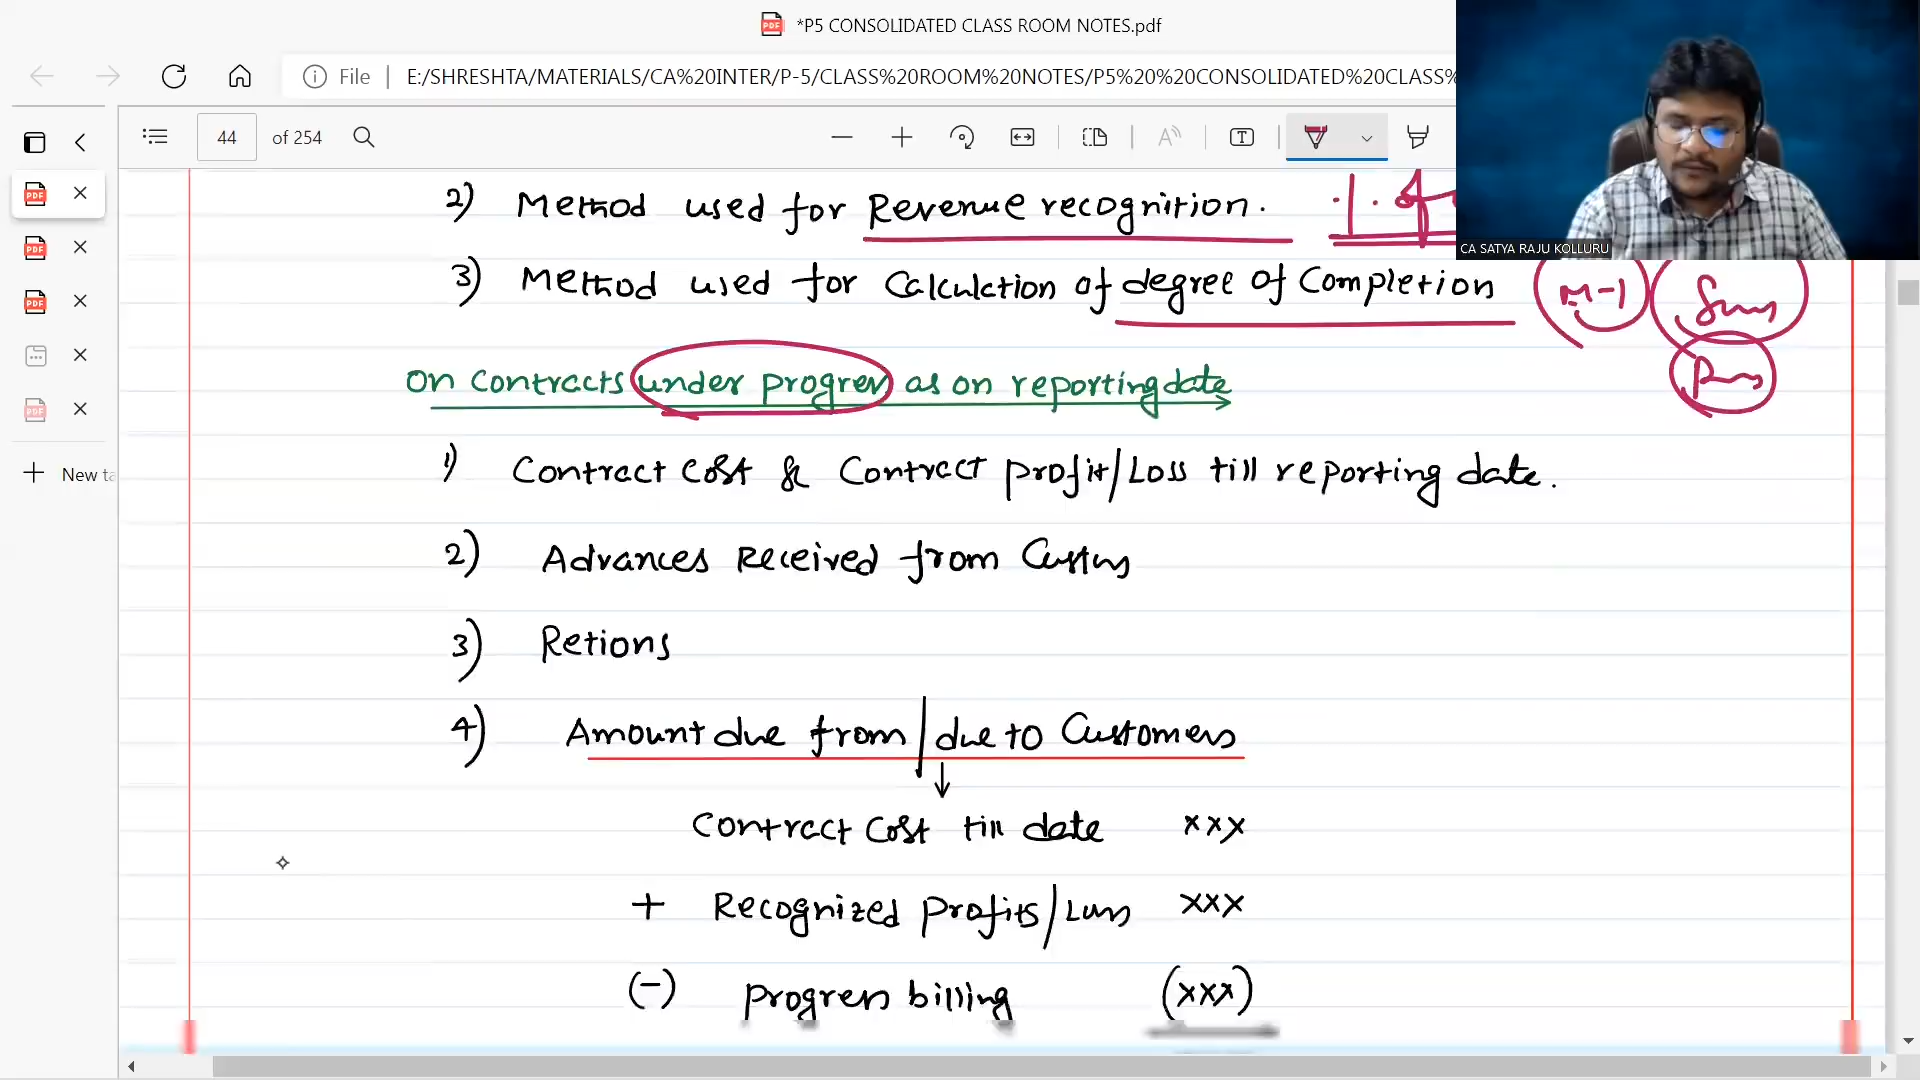 *P5 CONSOLIDATED CLASS ROOM NOTES.pdf
File | E:/SHRESHTA/MATERIALS/CA%20INTER/P-5/CLASS%20ROOM%20NOTES/P5%20%20CONSOLIDATED%20CLASS%
44 of 254
CA SATYA RAJU KOLLURU
New ta
2) Method used for Revenue recognition.
3) Method used for Calculation of degree of Completion
M-1
On Contracts under progress as on reporting date
1) Contract Cost & Contract profit/Loss till reporting date.
2) Advances Received from
3) Retions
4) Amount due from/due to Customers
Contract Cost till date xxx
+ Recognized Profits/Loss xxx
(-) progress billing (xxx)